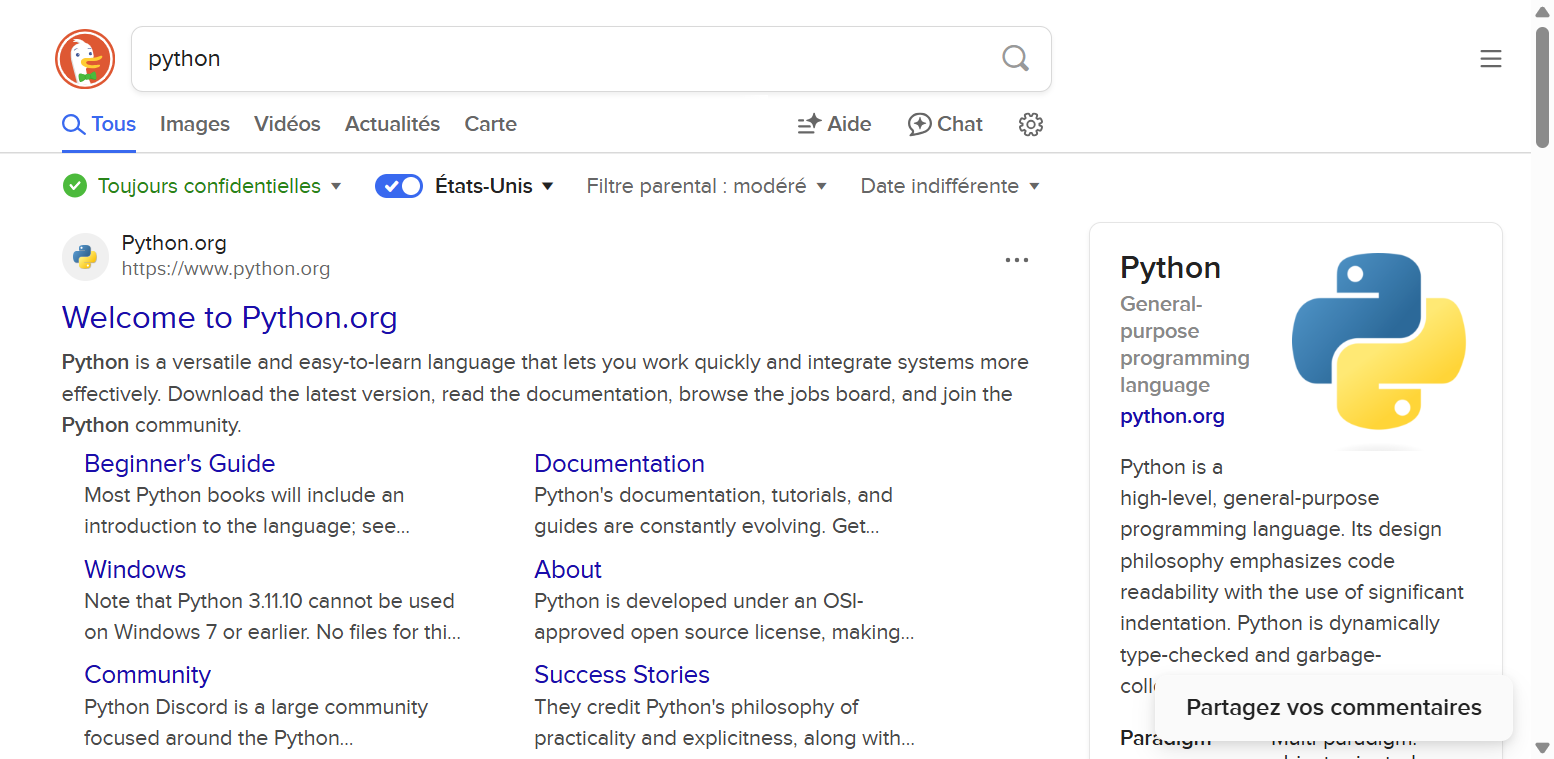 python
Tous Images Vidéos Actualités Carte Aide Chat
Toujours confidentielles États-Unis Filtre parental : modéré Date indifférente
Python.org
https://www.python.org
Welcome to Python.org
Python is a versatile and easy-to-learn language that lets you work quickly and integrate systems more
effectively. Download the latest version, read the documentation, browse the jobs board, and join the
Python community.
Beginner's Guide
Most Python books will include an
introduction to the language; see...
Documentation
Python's documentation, tutorials, and
guides are constantly evolving. Get...
Windows
Note that Python 3.11.10 cannot be used
on Windows 7 or earlier. No files for thi...
About
Python is developed under an OSI-
approved open source license, making...
Community
Python Discord is a large community
focused around the Python...
Success Stories
They credit Python's philosophy of
practicality and explicitness, along with...
Python
General-
purpose
programming
language
python.org
Python is a
high-level, general-purpose
programming language. Its design
philosophy emphasizes code
readability with the use of significant
indentation. Python is dynamically
type-checked and garbage-
Partagez vos commentaires
Paradigm Multi-paradigm: